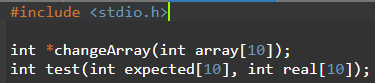 #include <stdio.h>
int *changeArray(int array[10]);
int test(int expected[10], int real[10]);